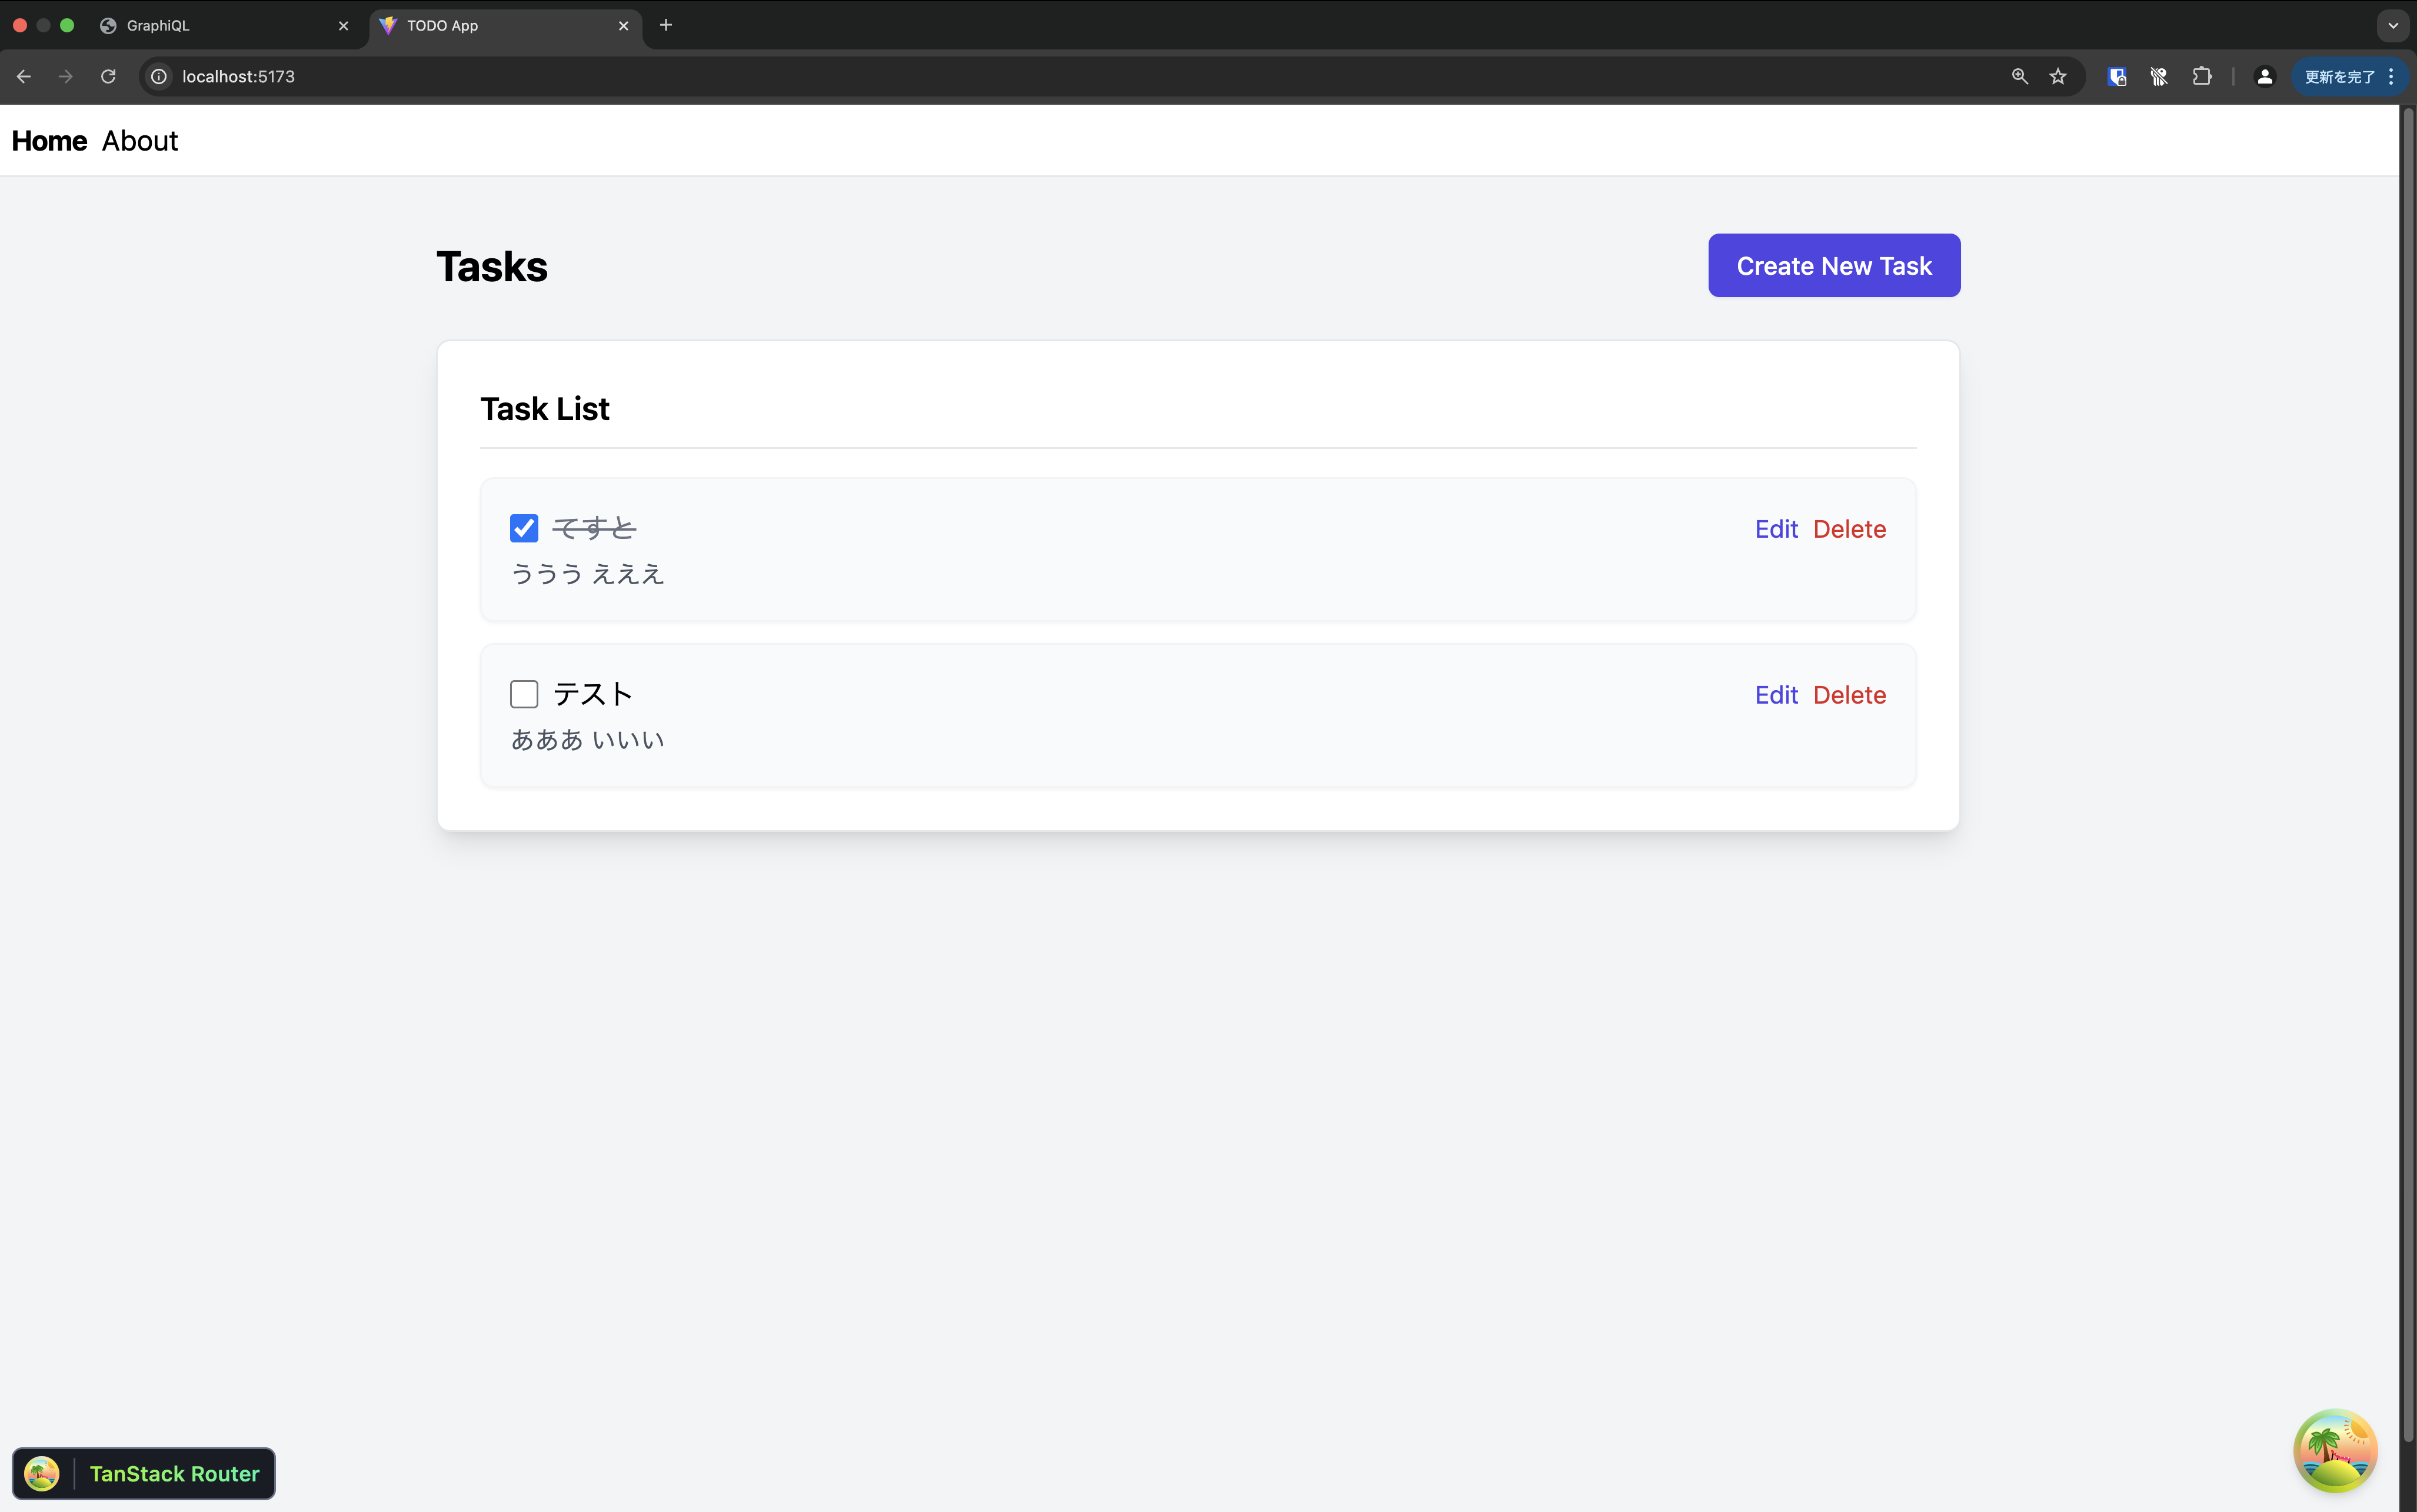 GraphiQL
TODO App
localhost:5173
更新を完了
Home About
Tasks
Create New Task
Task List
てすと
Edit Delete
ううう えええ
テスト
Edit Delete
あああ いいい
TanStack Router